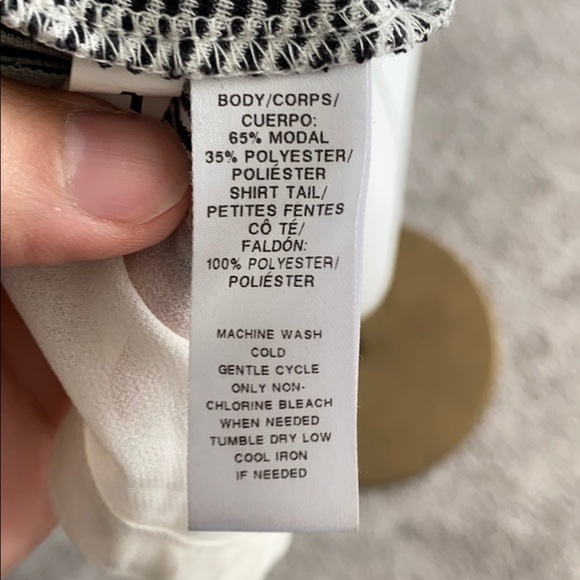 BODY/CORPS/
CUERPO:
65% MODAL
35% POLYESTER/
POLIÉSTER
SHIRT TAIL/
PETITES FENTES
CÔ TÉ/
FALDÓN:
100% POLYESTER/
POLIÉSTER
MACHINE WASH
COLD
GENTLE CYCLE
ONLY NON-
CHLORINE BLEACH
WHEN NEEDED
TUMBLE DRY LOW
COOL IRON
IF NEEDED